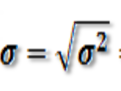 σ = √σ² =